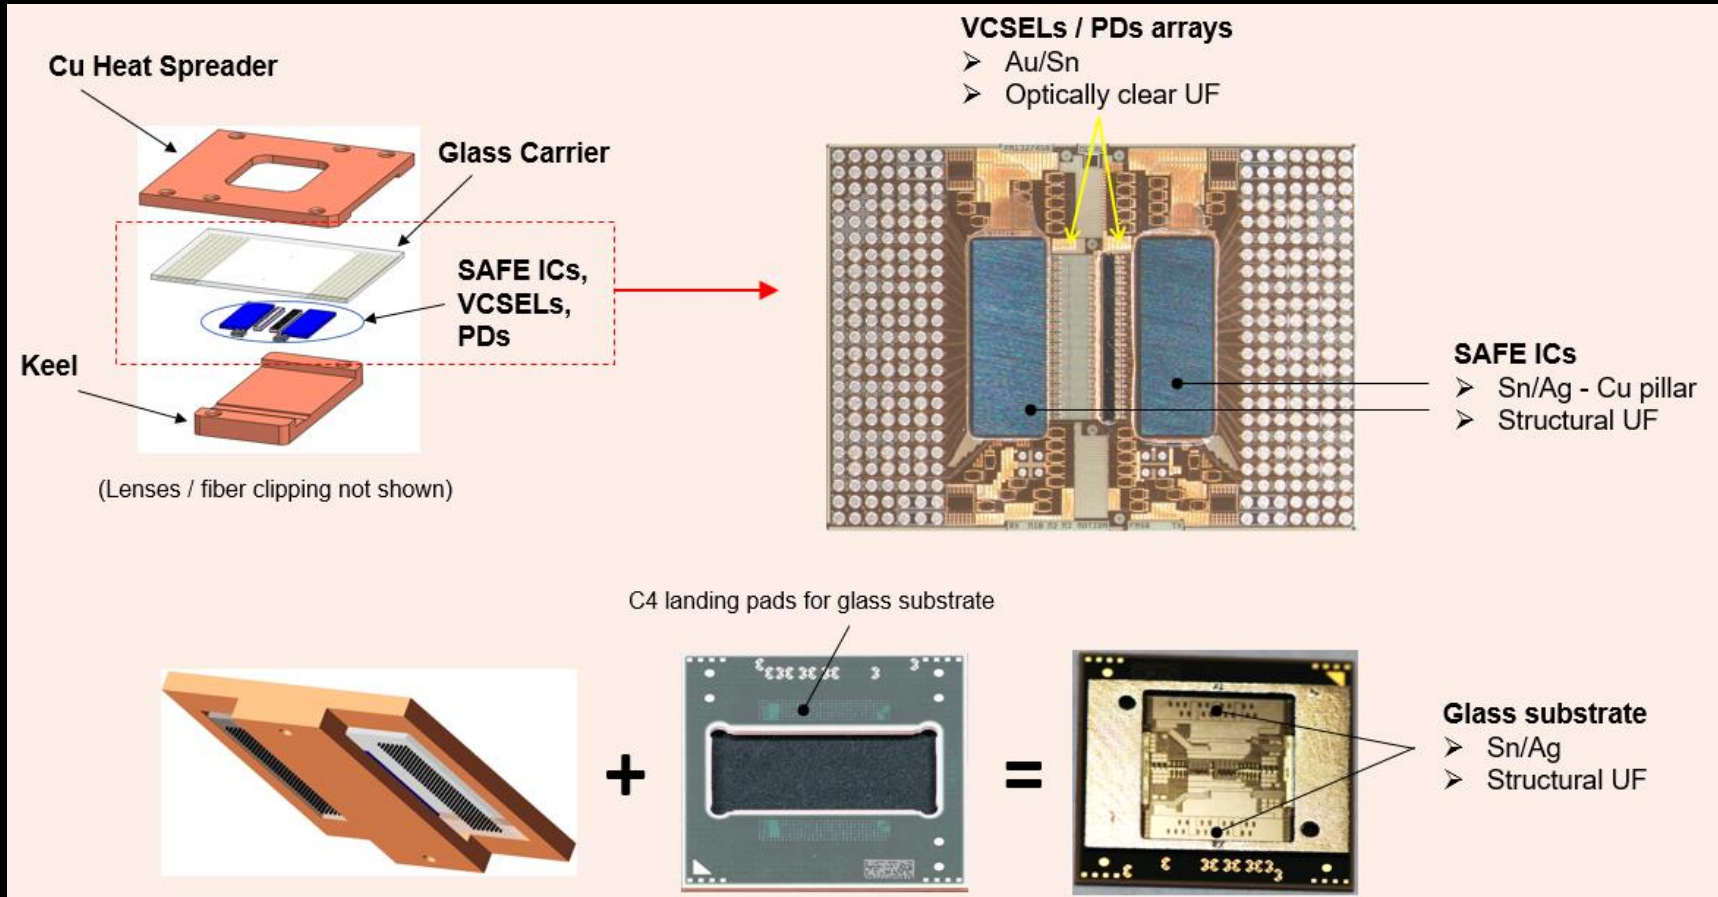 Cu Heat Spreader
Glass Carrier
SAFE ICs,
VCSELs,
PDs
Keel
(Lenses / fiber clipping not shown)
VCSELs / PDs arrays
➢ Au/Sn
➢ Optically clear UF
SAFE ICs
➢ Sn/Ag - Cu pillar
➢ Structural UF
C4 landing pads for glass substrate
+
=
Glass substrate
➢ Sn/Ag
➢ Structural UF